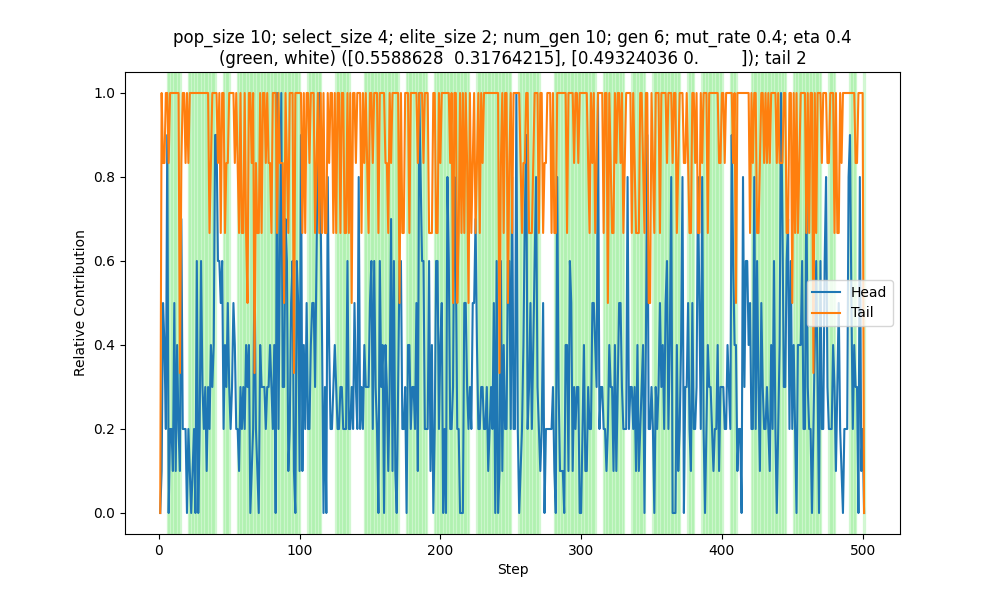 pop_size 10; select_size 4; elite_size 2; num_gen 10; gen 6; mut_rate 0.4; eta 0.4
(green, white) ([0.5588628  0.31764215], [0.49324036 0.        ]); tail 2
1.0
0.8
0.6
0.4
0.2
0.0
Relative Contribution
Head
Tail
0 100 200 300 400 500
Step